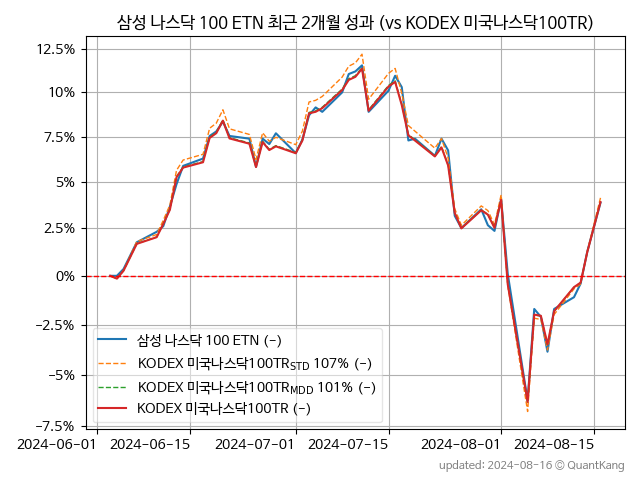 삼성 나스닥 100 ETN 최근 2개월 성과 (vs KODEX 미국나스닥100TR)
12.5%
10%
7.5%
5%
2.5%
0%
−2.5%
−5%
−7.5%
삼성 나스닥 100 ETN (-)
KODEX 미국나스닥100TR_STD 107% (-)
KODEX 미국나스닥100TR_MDD 101% (-)
KODEX 미국나스닥100TR (-)
2024-06-01 2024-06-15 2024-07-01 2024-07-15 2024-08-01 2024-08-15
updated: 2024-08-16 © QuantKang